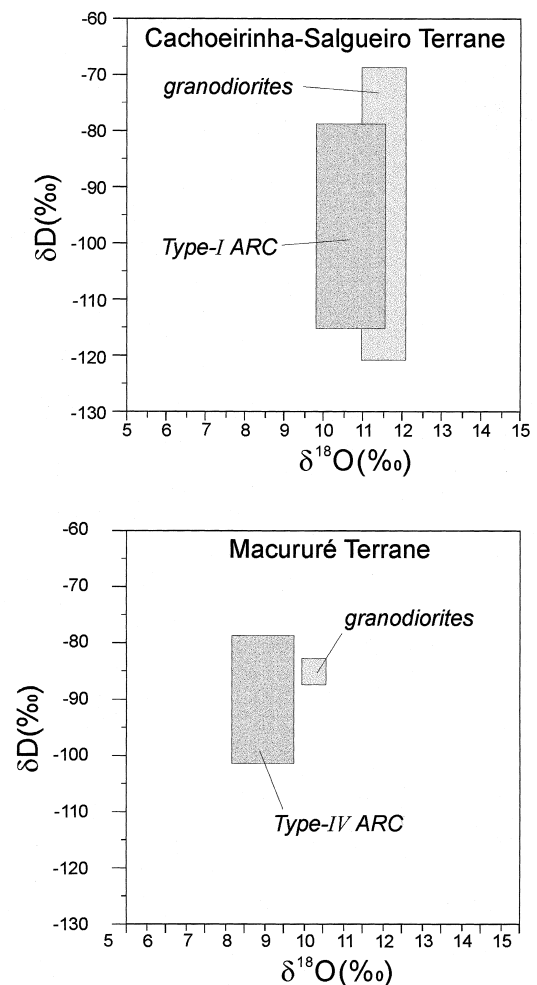 -60
Cachoeirinha-Salgueiro Terrane
-70
granodiorites
-80
-90
δD(‰)
Type-I ARC
-100
-110
-120
-130
5 6 7 8 9 10 11 12 13 14 15
δ¹⁸O(‰)
-60
Macururé Terrane
-70
granodiorites
-80
δD(‰)
-90
-100
-110
Type-IV ARC
-120
-130
5 6 7 8 9 10 11 12 13 14 15
δ¹⁸O(‰)